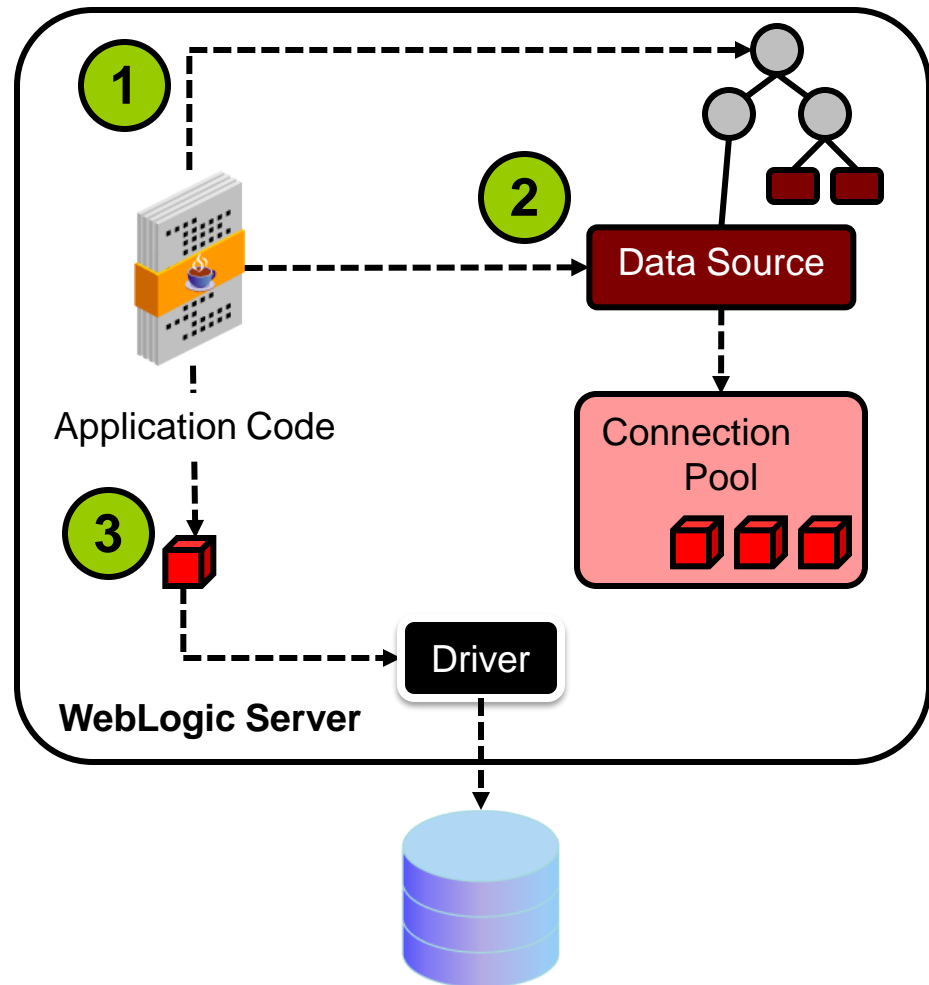 1
2
Data Source
Application Code
Connection
Pool
3
Driver
WebLogic Server